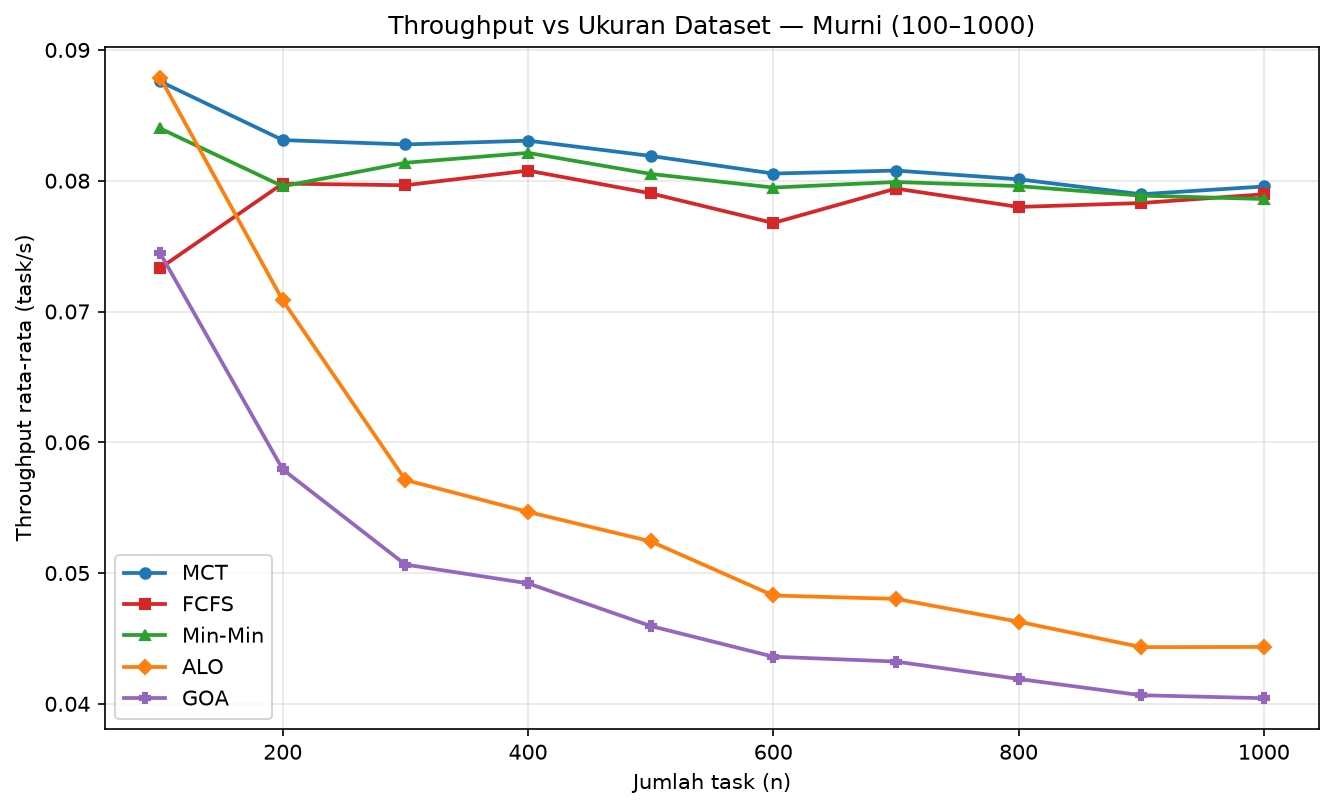 Throughput vs Ukuran Dataset — Murni (100–1000)
Throughput rata-rata (task/s)
0.09
0.08
0.07
0.06
0.05
0.04
MCT
FCFS
Min-Min
ALO
GOA
200
400
600
800
1000
Jumlah task (n)